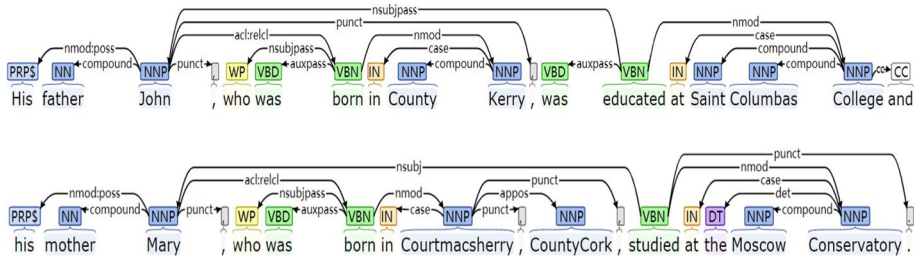 nsubjpass
punct
acl:relcl nmod
nmod:poss nsubjpass nmod case
compound punct auxpass case compound auxpass compound compound cc
PRP$ NN NNP , WP VBD VBN IN NNP NNP , VBD VBN IN NNP NNP NNP CC
His father John , who was born in County Kerry , was educated at Saint Columbas College and
punct
nsubj nmod
acl:relcl punct case
nmod:poss nsubjpass nmod appos det
compound punct auxpass case punct compound
PRP$ NN NNP , WP VBD VBN IN NNP , NNP , VBN IN DT NNP NNP .
his mother Mary , who was born in Courtmacsherry , CountyCork , studied at the Moscow Conservatory .